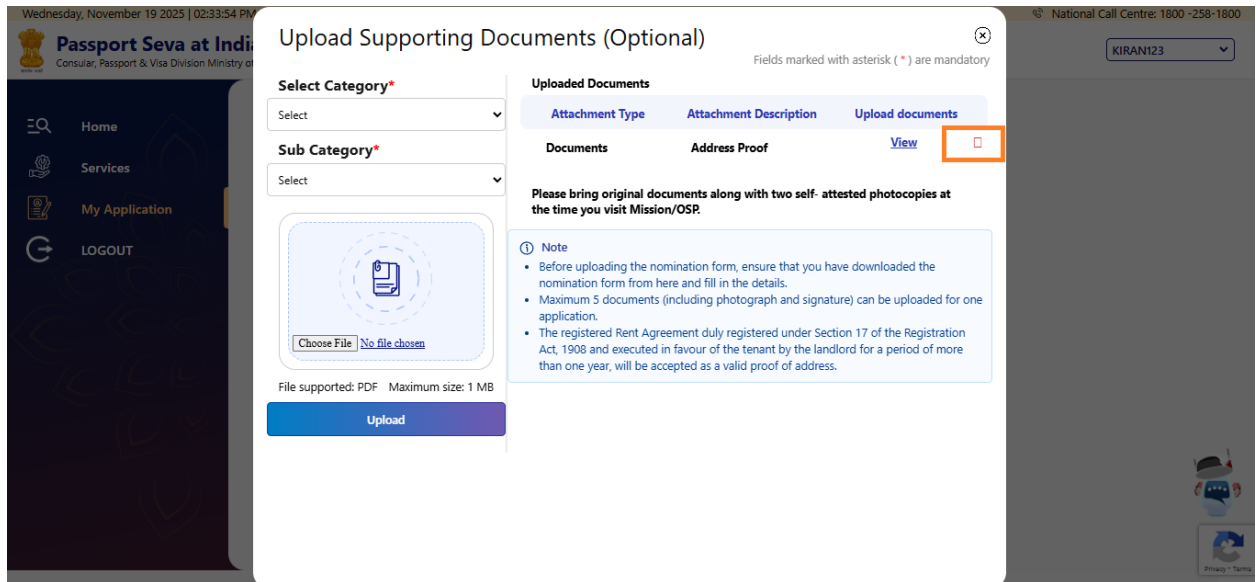 Wednesday, November 19 2025 | 02:33:54 PM
National Call Centre: 1800 -258-1800
Passport Seva at Indi
Consular, Passport & Visa Division Ministry of
KIRAN123
Home
Services
My Application
LOGOUT
Upload Supporting Documents (Optional)
Fields marked with asterisk ( * ) are mandatory
Select Category*
Select
Sub Category*
Select
Choose File No file chosen
File supported: PDF Maximum size: 1 MB
Upload
Uploaded Documents
Attachment Type Attachment Description Upload documents
Documents Address Proof View
Please bring original documents along with two self- attested photocopies at
the time you visit Mission/OSP.
Note
• Before uploading the nomination form, ensure that you have downloaded the
nomination form from here and fill in the details.
• Maximum 5 documents (including photograph and signature) can be uploaded for one
application.
• The registered Rent Agreement duly registered under Section 17 of the Registration
Act, 1908 and executed in favour of the tenant by the landlord for a period of more
than one year, will be accepted as a valid proof of address.
Privacy - Terms